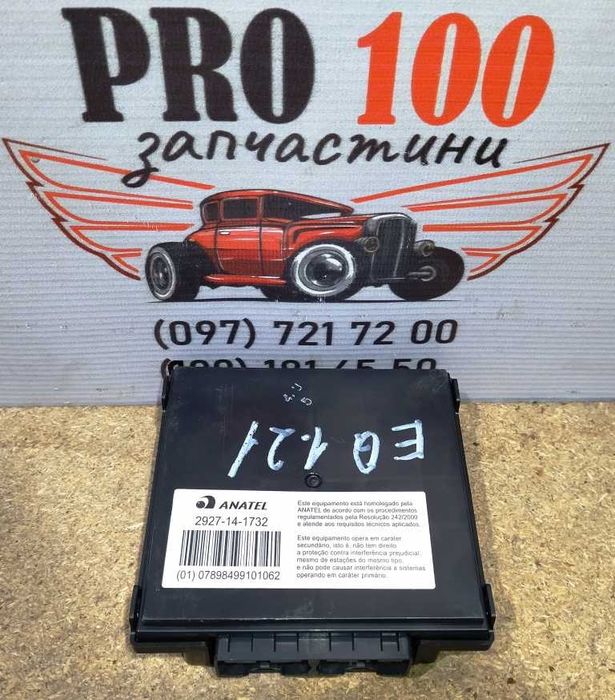 PRO 100
запчастини
(097) 721 72 00
E0 1.21
ANATEL
2927-14-1732
(01) 07898499101062
Este equipamento está homologado pela
ANATEL de acordo com os procedimentos
regulamentados pela Resolução 242/2000
e atende aos requisitos técnicos aplicados.
Este equipamento opera em caráter
secundário, isto é, não tem direito
a proteção contra interferência prejudicial,
mesmo de estações do mesmo tipo,
e não pode causar interferência a sistemas
operando em caráter primário.